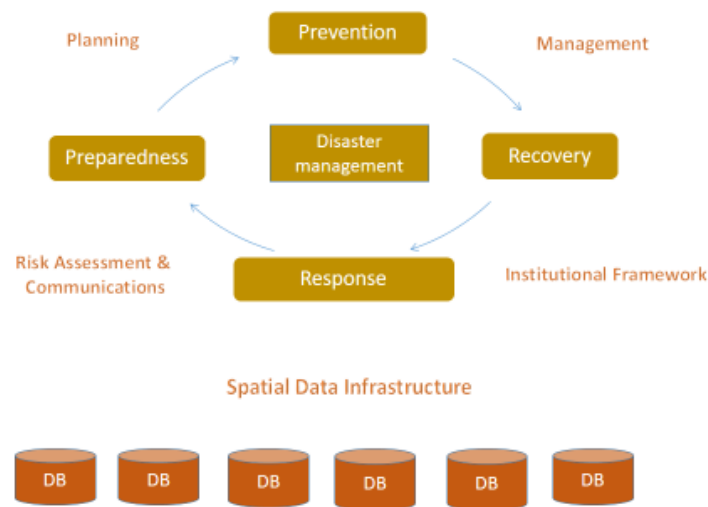 Prevention
Planning
Management
Disaster
management
Preparedness
Recovery
Risk Assessment &
Communications
Response
Institutional Framework
Spatial Data Infrastructure
DB
DB
DB
DB
DB
DB